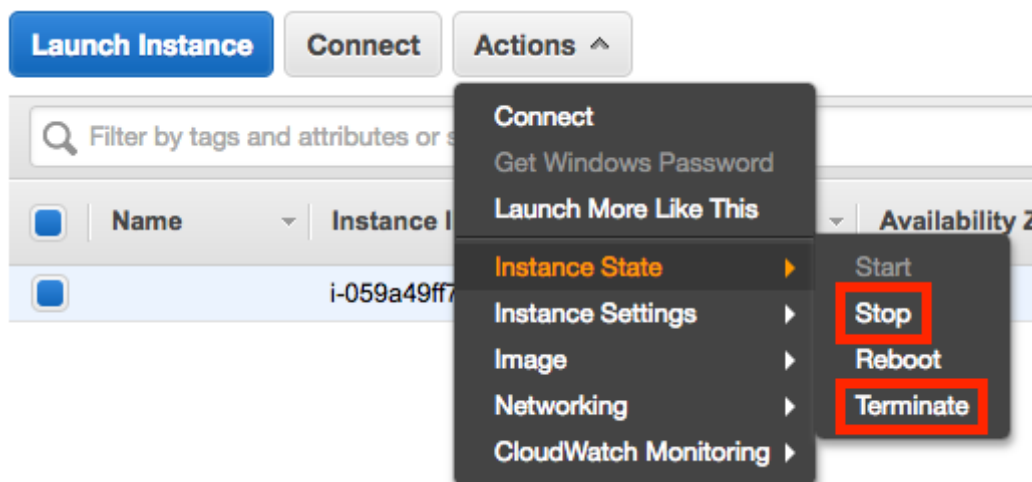 Launch Instance Connect Actions
Filter by tags and attributes or
Connect
Get Windows Password
Launch More Like This
Name Instance Availability
Instance State
Start
i-059a49ff7
Instance Settings
Stop
Image
Reboot
Networking
Terminate
CloudWatch Monitoring